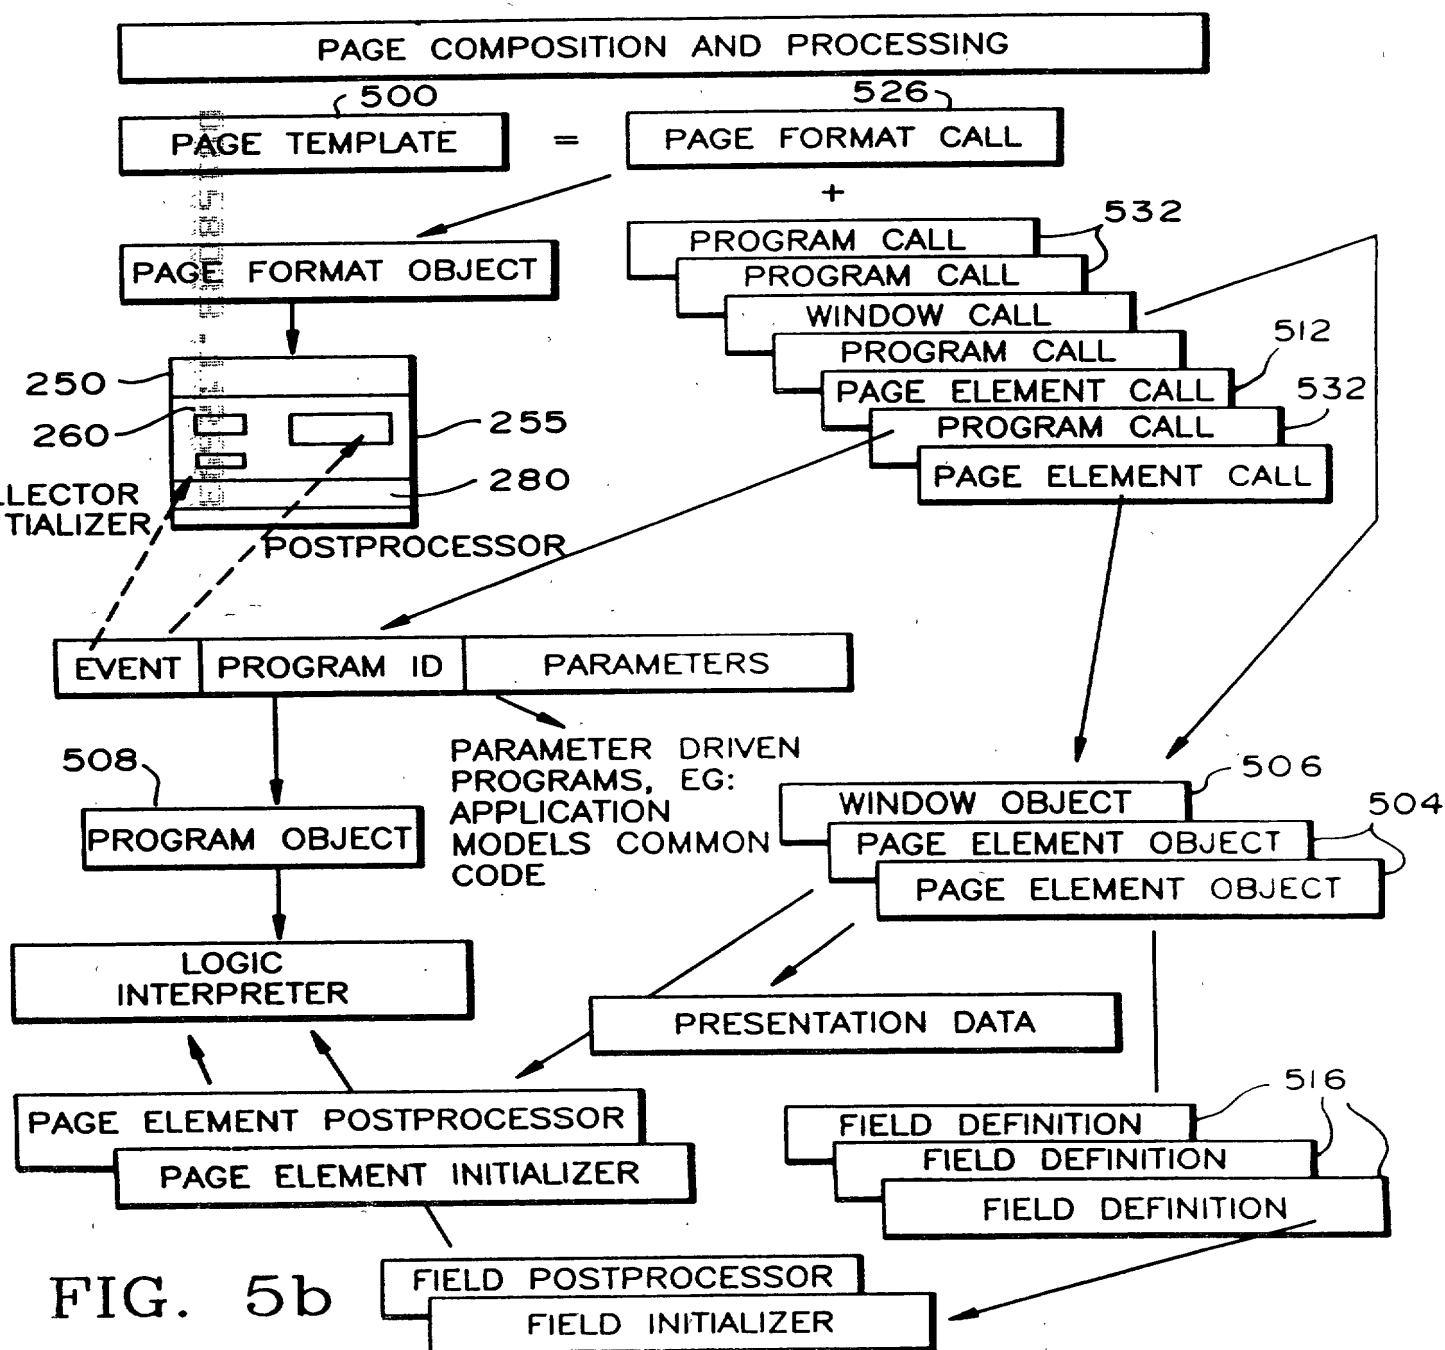 PAGE COMPOSITION AND PROCESSING
500
526
PAGE TEMPLATE = PAGE FORMAT CALL
+
532
PROGRAM CALL
PAGE FORMAT OBJECT
PROGRAM CALL
WINDOW CALL
PROGRAM CALL
512
250
PAGE ELEMENT CALL
532
260
255
PROGRAM CALL
PAGE ELEMENT CALL
280
LLECTOR
TIALIZER
POSTPROCESSOR
EVENT PROGRAM ID PARAMETERS
508
PARAMETER DRIVEN
PROGRAMS, EG:
APPLICATION
MODELS COMMON
CODE
506
WINDOW OBJECT
504
PROGRAM OBJECT
PAGE ELEMENT OBJECT
PAGE ELEMENT OBJECT
LOGIC
INTERPRETER
PRESENTATION DATA
516
PAGE ELEMENT POSTPROCESSOR
FIELD DEFINITION
PAGE ELEMENT INITIALIZER
FIELD DEFINITION
FIELD DEFINITION
FIELD POSTPROCESSOR
FIELD INITIALIZER
FIG. 5b